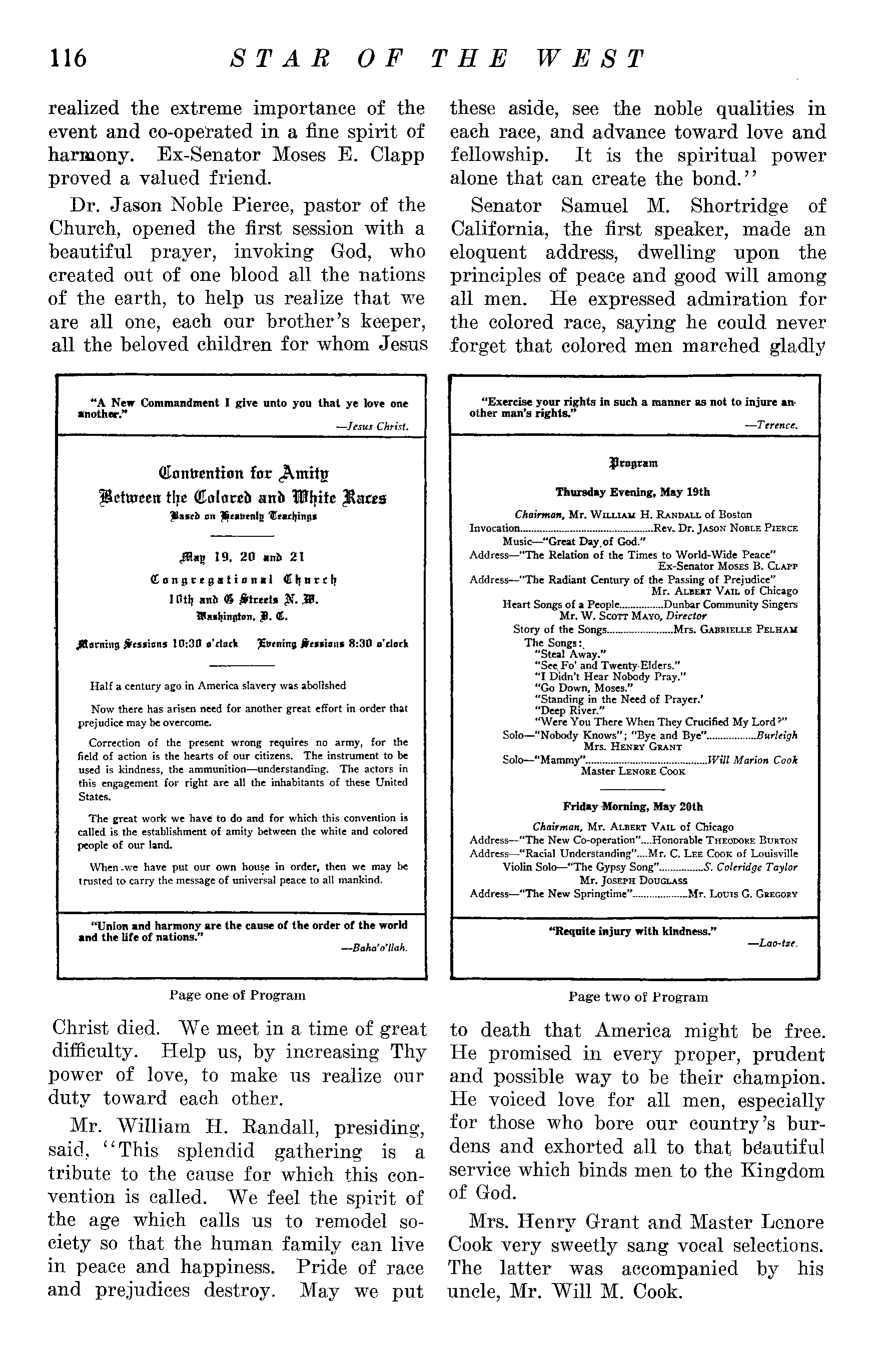 116 STAR OF THE WEST
realized the extreme importance of the
event and co-operated in a fine spirit of
harmony. Ex-Senator Moses E. Clapp
proved a valued friend.
Dr. Jason Noble Pierce, pastor of the
Church, opened the first session with a
beautiful prayer, invoking God, who
created out of one blood all the nations
of the earth, to help us realize that we
are all one, each our brother's keeper,
all the beloved children for whom Jesus
"A New Commandment I give unto you that ye love one
another."
—Jesus Christ.
Convention for Amity
Between the Colored and White Races
Based on Heavenly Teachings
May 19, 20 and 21
Congregational Church
10th and G Streets N. W.
Washington, D. C.
Morning Sessions 10:30 o'clock Evening Sessions 8:30 o'clock
Half a century ago in America slavery was abolished
Now there has arisen need for another great effort in order that
prejudice may be overcome.
Correction of the present wrong requires no army, for the
field of action is the hearts of our citizens. The instrument to be
used is kindness, the ammunition—understanding. The actors in
this engagement for right are all the inhabitants of these United
States.
The great work we have to do and for which this convention is
called is the establishment of amity between the white and colored
people of our land.
When we have put our own house in order, then we may be
trusted to carry the message of universal peace to all mankind.
"Union and harmony are the cause of the order of the world
and the life of nations."
—Baha'o'llah.
Page one of Program
Christ died. We meet in a time of great
difficulty. Help us, by increasing Thy
power of love, to make us realize our
duty toward each other.
Mr. William H. Randall, presiding,
said, "This splendid gathering is a
tribute to the cause for which this con-
vention is called. We feel the spirit of
the age which calls us to remodel so-
ciety so that the human family can live
in peace and happiness. Pride of race
and prejudices destroy. May we put
these aside, see the noble qualities in
each race, and advance toward love and
fellowship. It is the spiritual power
alone that can create the bond."
Senator Samuel M. Shortridge of
California, the first speaker, made an
eloquent address, dwelling upon the
principles of peace and good will among
all men. He expressed admiration for
the colored race, saying he could never
forget that colored men marched gladly
"Exercise your rights in such a manner as not to injure an-
other man's rights."
—Terence.
Program
Thursday Evening, May 19th
Chairman, Mr. WILLIAM H. RANDALL of Boston
Invocation................Rev. Dr. JASON NOBLE PIERCE
Music—"Great Day of God."
Address—"The Relation of the Times to World-Wide Peace"
Ex-Senator MOSES B. CLAPP
Address—"The Radiant Century of the Passing of Prejudice"
Mr. ALBERT VAIL of Chicago
Heart Songs of a People................Dunbar Community Singers
Mr. W. SCOTT MAYO, Director
Story of the Songs........................Mrs. GABRIELLE PELHAM
The Songs:
"Steal Away."
"See Fo' and Twenty Elders."
"I Didn't Hear Nobody Pray."
"Go Down, Moses."
"Standing in the Need of Prayer.'
"Deep River."
"Were You There When They Crucified My Lord?"
Solo—"Nobody Knows"; "Bye and Bye"..................Burleigh
Mrs. HENRY GRANT
Solo—"Mammy"................Will Marion Cook
Master LENORE COOK
Friday Morning, May 20th
Chairman, Mr. ALBERT VAIL of Chicago
Address—"The New Co-operation"....Honorable THEODORE BURTON
Address—"Racial Understanding"....Mr. C. LEE COOK of Louisville
Violin Solo—"The Gypsy Song"................S. Coleridge Taylor
Mr. JOSEPH DOUGLASS
Address—"The New Springtime"....................Mr. LOUIS G. GREGORY
"Requite injury with kindness."
—Lao-tze.
Page two of Program
to death that America might be free.
He promised in every proper, prudent
and possible way to be their champion.
He voiced love for all men, especially
for those who bore our country's bur-
dens and exhorted all to that beautiful
service which binds men to the Kingdom
of God.
Mrs. Henry Grant and Master Lenore
Cook very sweetly sang vocal selections.
The latter was accompanied by his
uncle, Mr. Will M. Cook.